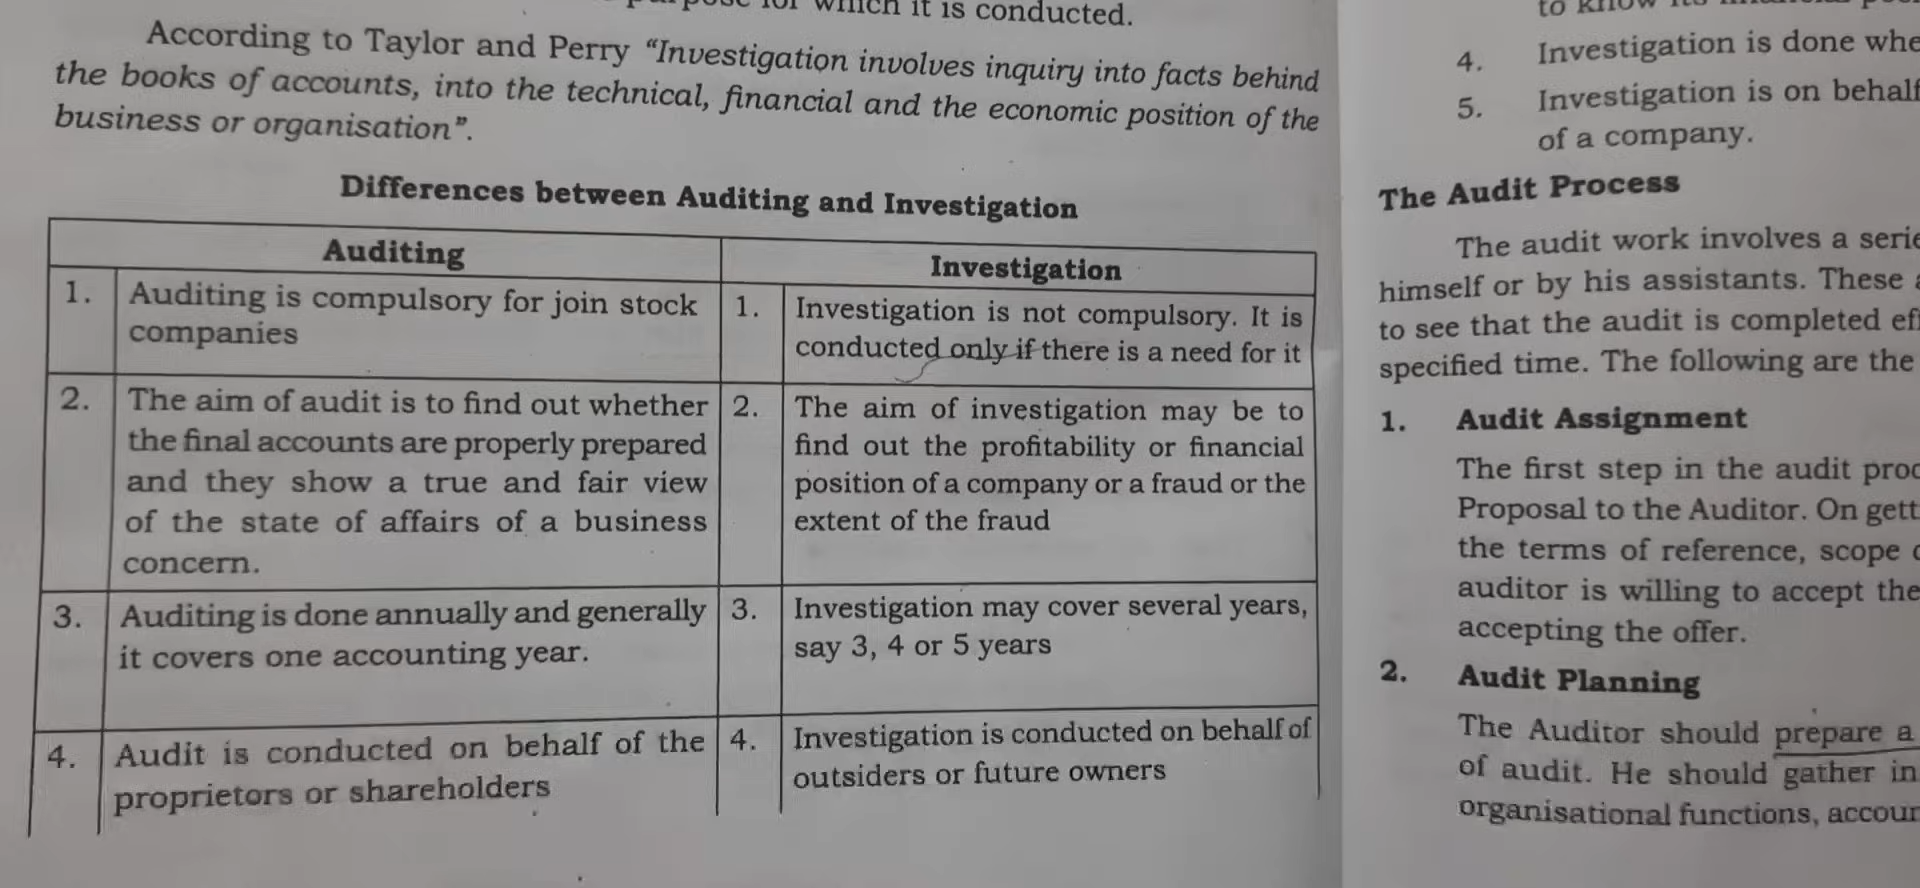 which it is conducted.
According to Taylor and Perry “Investigation involves inquiry into facts behind
the books of accounts, into the technical, financial and the economic position of the
business or organisation”.
Differences between Auditing and Investigation
Auditing
Investigation
1. Auditing is compulsory for join stock
companies
1. Investigation is not compulsory. It is
conducted only if there is a need for it
2. The aim of audit is to find out whether
the final accounts are properly prepared
and they show a true and fair view
of the state of affairs of a business
concern.
2. The aim of investigation may be to
find out the profitability or financial
position of a company or a fraud or the
extent of the fraud
3. Auditing is done annually and generally
it covers one accounting year.
3. Investigation may cover several years,
say 3, 4 or 5 years
4. Audit is conducted on behalf of the
proprietors or shareholders
4. Investigation is conducted on behalf of
outsiders or future owners
4. Investigation is done whe
5. Investigation is on behalf
of a company.
The Audit Process
The audit work involves a serie
himself or by his assistants. These
to see that the audit is completed eff
specified time. The following are the
1. Audit Assignment
The first step in the audit proc
Proposal to the Auditor. On gett
the terms of reference, scope
auditor is willing to accept the
accepting the offer.
2. Audit Planning
The Auditor should prepare a
of audit. He should gather in
organisational functions, accoun